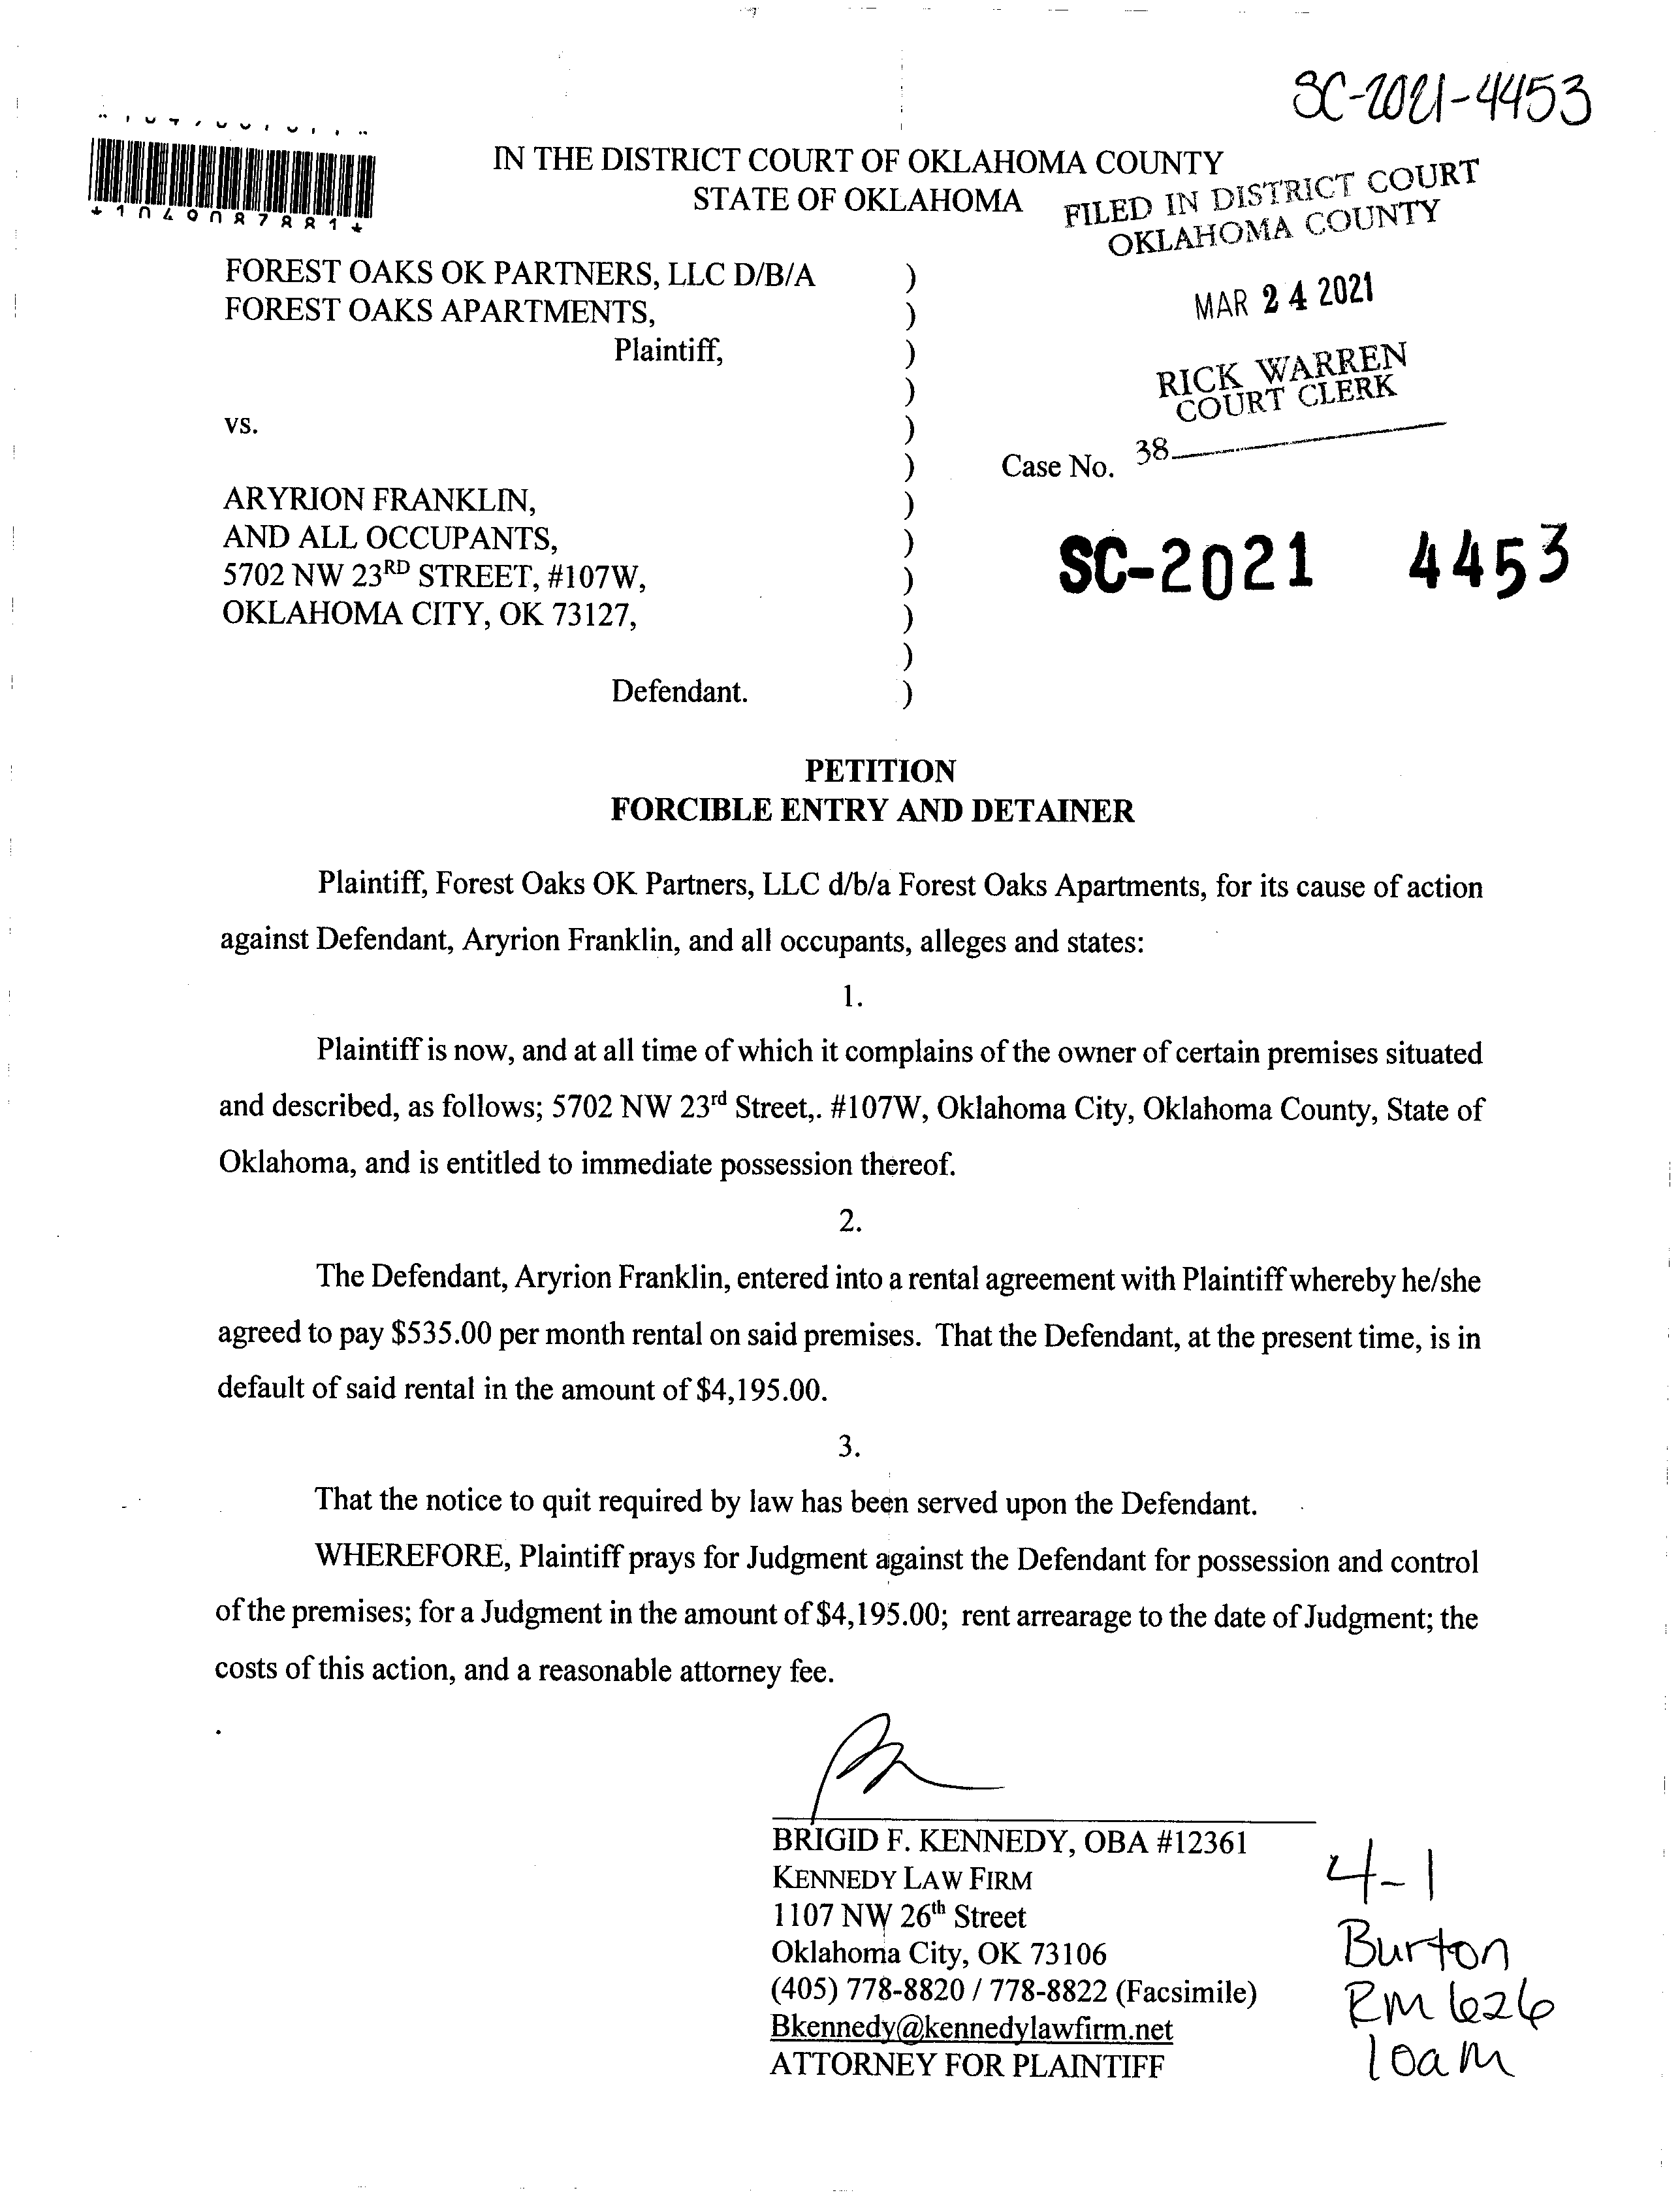 SC-2021-4453
IN THE DISTRICT COURT OF OKLAHOMA COUNTY
STATE OF OKLAHOMA
FILED IN DISTRICT COURT
OKLAHOMA COUNTY
MAR 24 2021
RICK WARREN
COURT CLERK
38
*1049087881*
FOREST OAKS OK PARTNERS, LLC D/B/A )
FOREST OAKS APARTMENTS, )
Plaintiff, )
)
vs. )
) Case No.
ARYRION FRANKLIN, )
AND ALL OCCUPANTS, )
5702 NW 23RD STREET, #107W, )
OKLAHOMA CITY, OK 73127, )
)
Defendant. )
SC-2021 4453
PETITION
FORCIBLE ENTRY AND DETAINER
Plaintiff, Forest Oaks OK Partners, LLC d/b/a Forest Oaks Apartments, for its cause of action
against Defendant, Aryrion Franklin, and all occupants, alleges and states:
1.
Plaintiff is now, and at all time of which it complains of the owner of certain premises situated
and described, as follows; 5702 NW 23rd Street,. #107W, Oklahoma City, Oklahoma County, State of
Oklahoma, and is entitled to immediate possession thereof.
2.
The Defendant, Aryrion Franklin, entered into a rental agreement with Plaintiff whereby he/she
agreed to pay $535.00 per month rental on said premises. That the Defendant, at the present time, is in
default of said rental in the amount of $4,195.00.
3.
That the notice to quit required by law has been served upon the Defendant.
WHEREFORE, Plaintiff prays for Judgment against the Defendant for possession and control
of the premises; for a Judgment in the amount of $4,195.00; rent arrearage to the date of Judgment; the
costs of this action, and a reasonable attorney fee.
BRIGID F. KENNEDY, OBA #12361
KENNEDY LAW FIRM
1107 NW 26th Street
Oklahoma City, OK 73106
(405) 778-8820 / 778-8822 (Facsimile)
Bkennedy@kennedylawfirm.net
ATTORNEY FOR PLAINTIFF
4-1
Burton
RM 626
10am